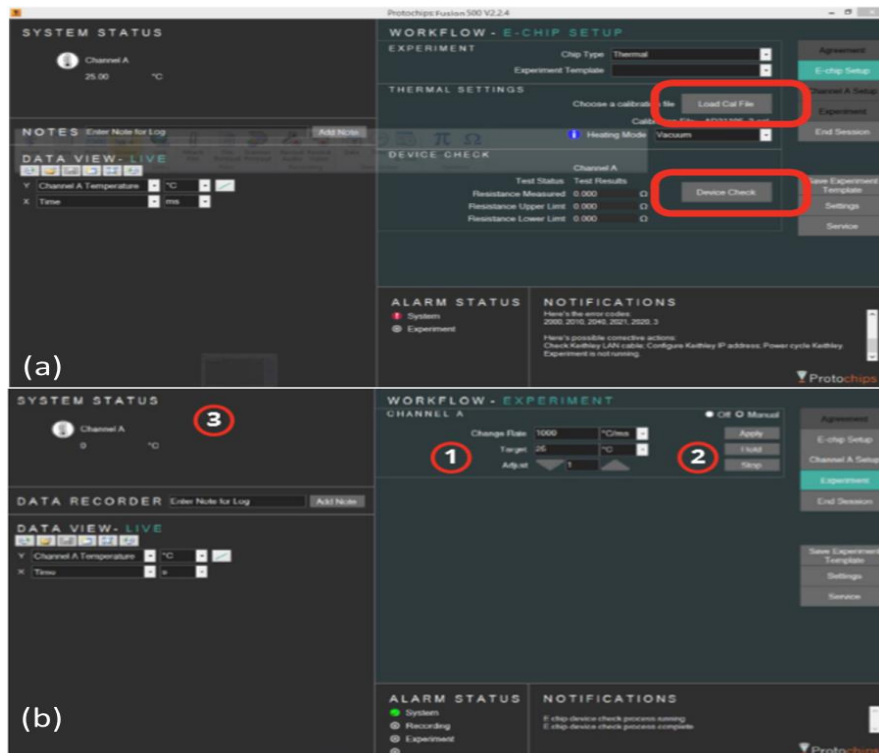 Protochips Fusion 500 V2.2.4
SYSTEM STATUS
Channel A
25.00 °C
NOTES Enter Note for Log Add Note
DATA VIEW- LIVE
Y Channel A Temperature °C
X Time ms
WORKFLOW - E-CHIP SETUP
EXPERIMENT
Chip Type Thermal
Experiment Template
THERMAL SETTINGS
Choose a calibration file Load Cal File
Heating Mode Vacuum
DEVICE CHECK
Channel A
Test Status Test Results
Resistance Measured 0.000 Ω
Resistance Upper Limt 0.000 Ω
Resistance Lower Limt 0.000 Ω
Device Check
Agreement
E-chip Setup
Channel A Setup
Experiment
End Session
Save Experiment
Template
Settings
Service
ALARM STATUS
System
Experiment
NOTIFICATIONS
Here's the error codes:
2000, 2010, 2040, 2021, 2020, 3
Here's possible corrective actions:
Check Keithley LAN cable; Configure Keithley IP address; Power cycle Keithley
Experiment is not running.
Protochips
(a)
SYSTEM STATUS
3
Channel A
0 °C
DATA RECORDER Enter Note for Log Add Note
DATA VIEW- LIVE
Y Channel A Temperature °C
X Time s
WORKFLOW - EXPERIMENT
CHANNEL A Off Manual
Change Rate 1000 °C/ms Apply
1 Target 25 °C 2 Hold
Adjust 1 Stop
Agreement
E-chip Setup
Channel A Setup
Experiment
End Session
Save Experiment
Template
Settings
Service
ALARM STATUS
System
Recording
Experiment
NOTIFICATIONS
E chip device check process running
E chip device check process complete
Protochips
(b)